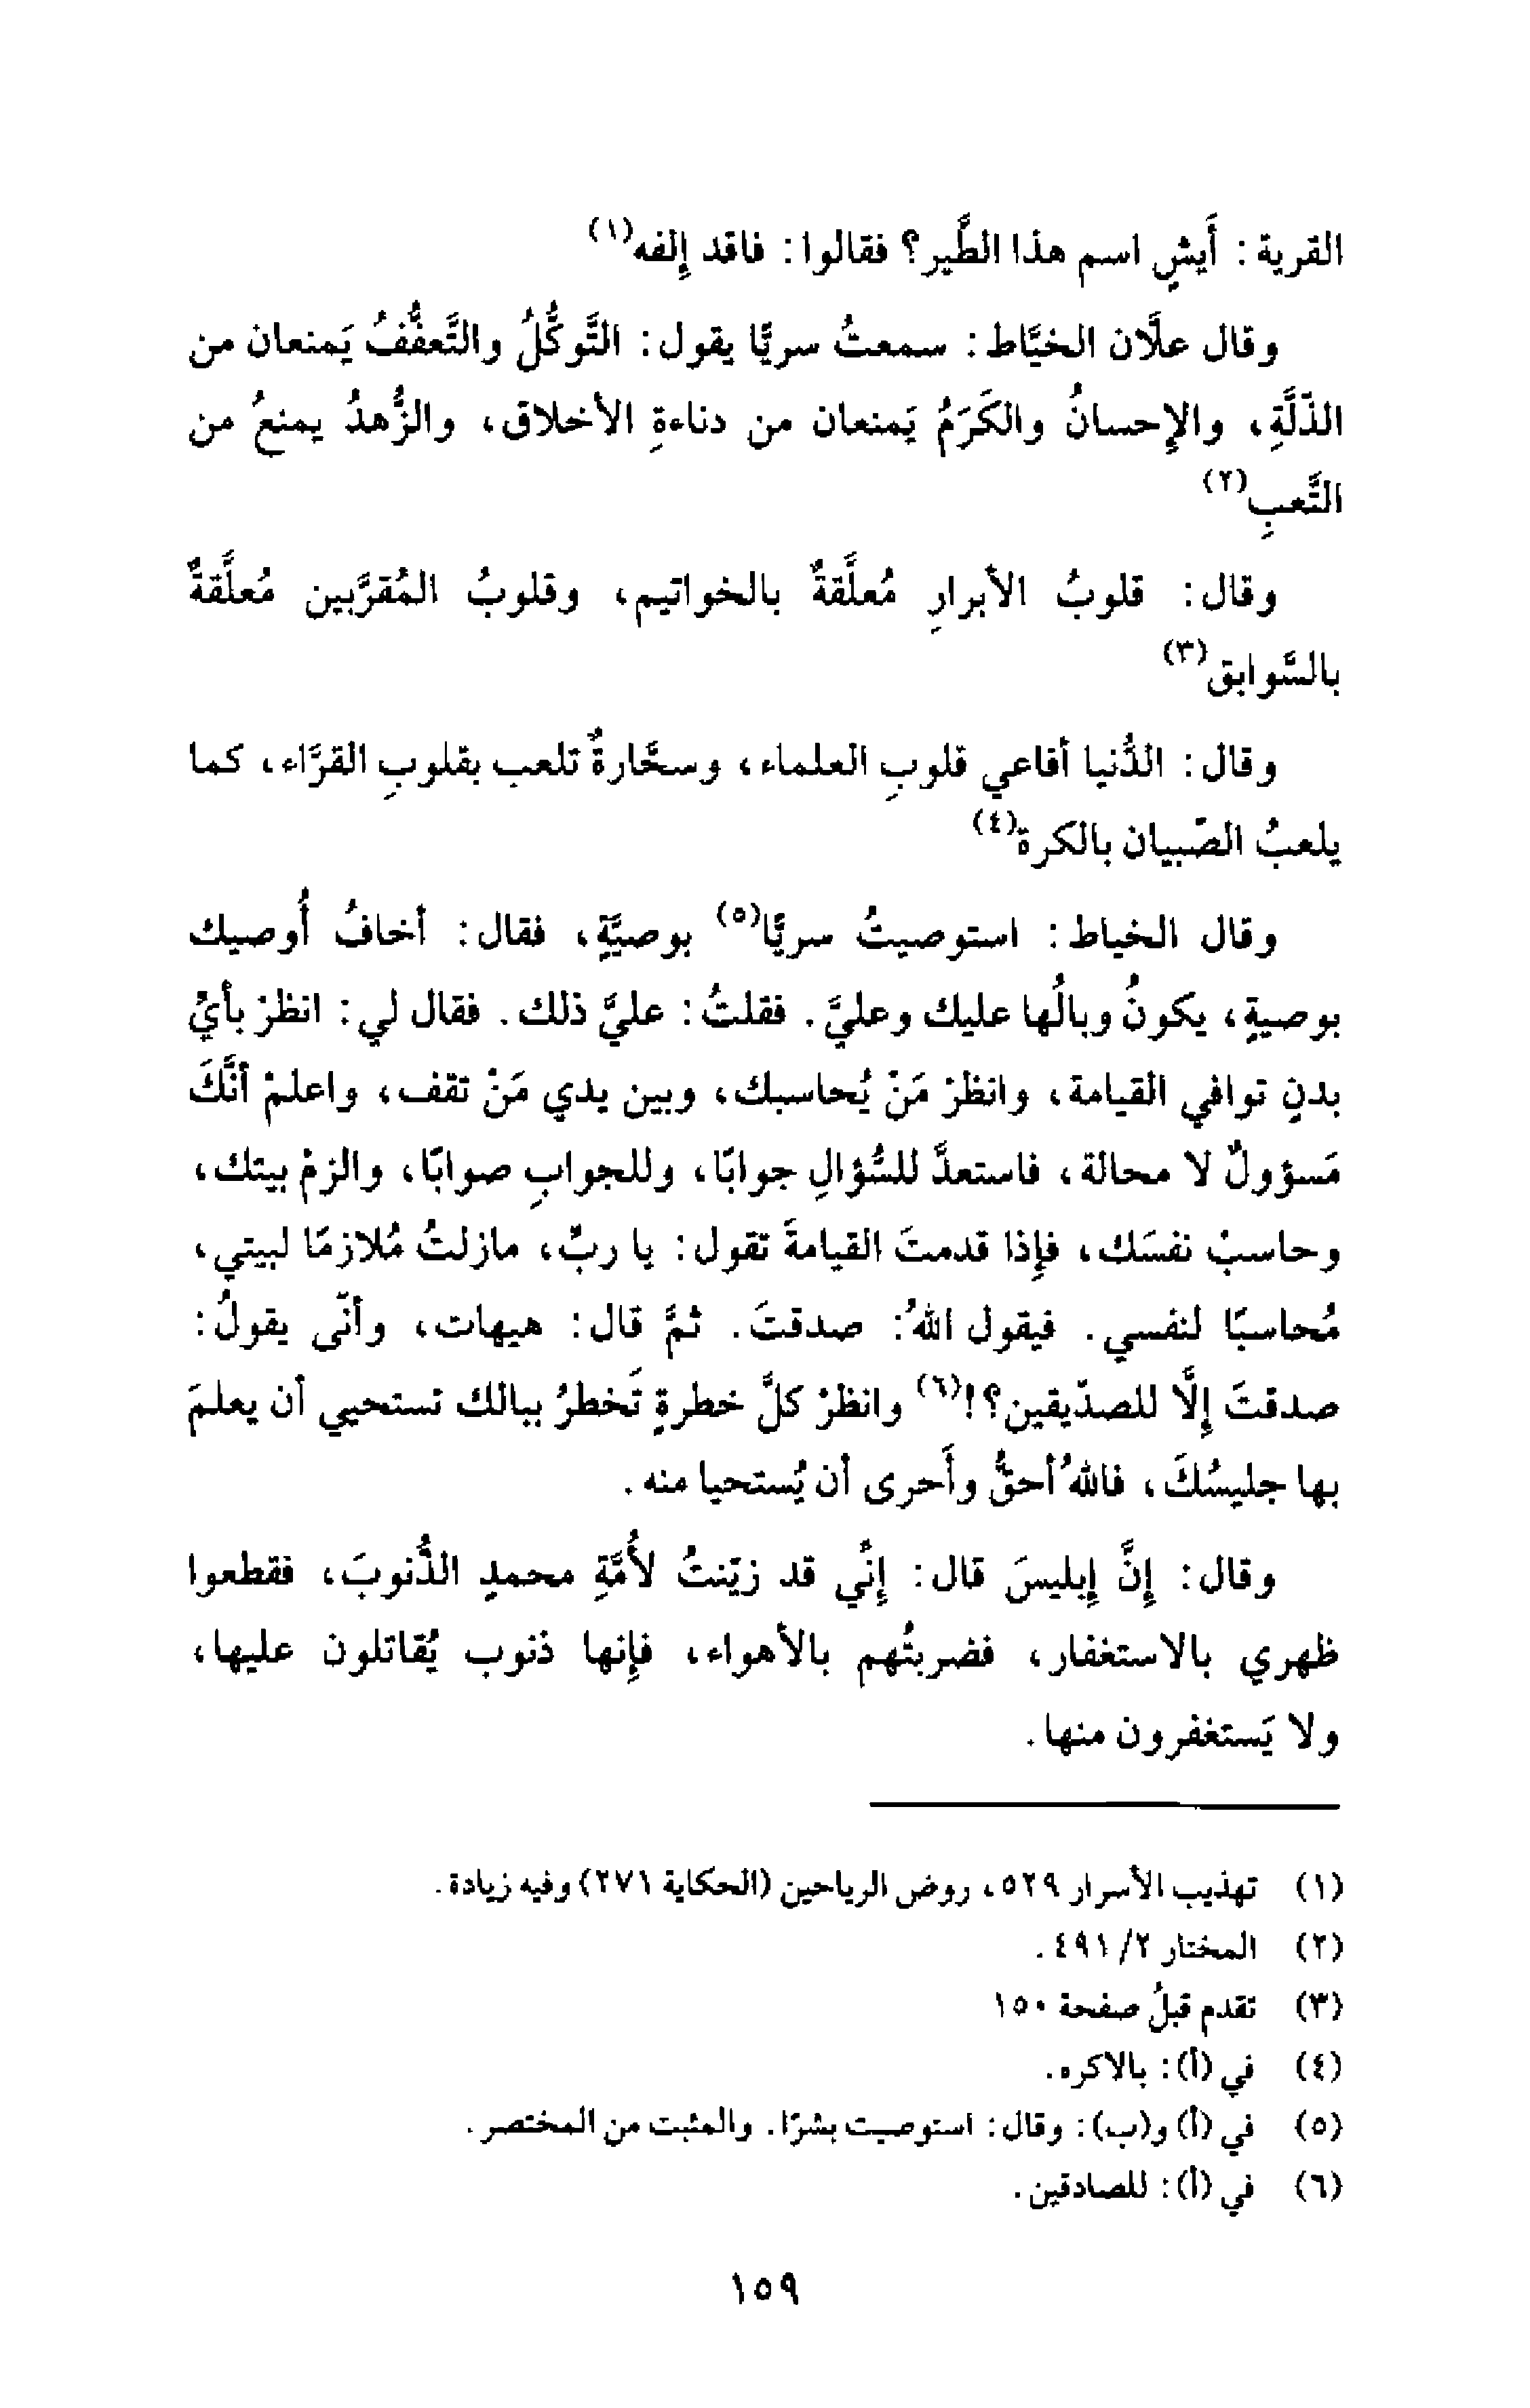 القرية: أَيشٍ اسم هذا الطَّير؟ فقالوا: فاقد إلفه(١)
وقال علَّان الخيَّاط: سمعتُ سريًّا يقول: التَّوكُّلُ والتَّعفُّفُ يَمنعان من
الذّلَّةِ، والإحسانُ والكَرَمُ يَمنعان من دناءةِ الأخلاق، والزُّهدُ يمنعُ من
التَّعبِ(٢)
وقال: قلوبُ الأبرارِ مُعلَّقةٌ بالخواتيم، وقلوبُ المُقرَّبين مُعلَّقةٌ
بالسَّوابق(٣)
وقال: الدُّنيا أفاعي قلوبِ العلماء، وسحَّارةٌ تلعب بقلوبِ القرَّاء، كما
يلعبُ الصّبيان بالكرة(٤)
وقال الخياط: استوصيتُ سريًّا(٥) بوصيَّةٍ، فقال: أخافُ أُوصيك
بوصيةٍ، يكونُ وبالُها عليك وعليَّ. فقلتُ: عليَّ ذلك. فقال لي: انظرْ بأيِّ
بدنٍ توافي القيامة، وانظرْ مَنْ يُحاسبك، وبين يدي مَنْ تقف، واعلمْ أنَّكَ
مَسؤولٌ لا محالة، فاستعدَّ للسُّؤالِ جوابًا، وللجوابِ صوابًا، والزمْ بيتك،
وحاسبْ نفسَك، فإذا قدمتَ القيامةَ تقول: يا ربِّ، مازلتُ مُلازمًا لبيتي،
مُحاسبًا لنفسي. فيقول اللهُ: صدقتَ. ثمَّ قال: هيهات، وأنّى يقولُ:
صدقتَ إلَّا للصدّيقين؟!(٦) وانظرْ كلَّ خطرةٍ تَخطرُ ببالك تستحيي أن يعلمَ
بها جليسُكَ، فاللهُ أحقُّ وأَحرى أن يُستحيا منه.
وقال: إنَّ إبليسَ قال: إنِّي قد زيّنتُ لأُمَّةِ محمدٍ الذُّنوبَ، فقطعوا
ظهري بالاستغفار، فضربتُهم بالأهواء، فإنها ذنوب يُقاتلون عليها،
ولا يَستغفرون منها.
(١) تهذيب الأسرار ٥٢٩، روض الرياحين (الحكاية ٢٧١) وفيه زيادة.
(٢) المختار ٢/ ٤٩١.
(٣) تقدم قبلُ صفحة ١٥٠
(٤) في (أ): بالاكره.
(٥) في (أ) و(ب): وقال: استوصيت بشرًا. والمثبت من المختصر.
(٦) في (أ): للصادقين.
١٥٩